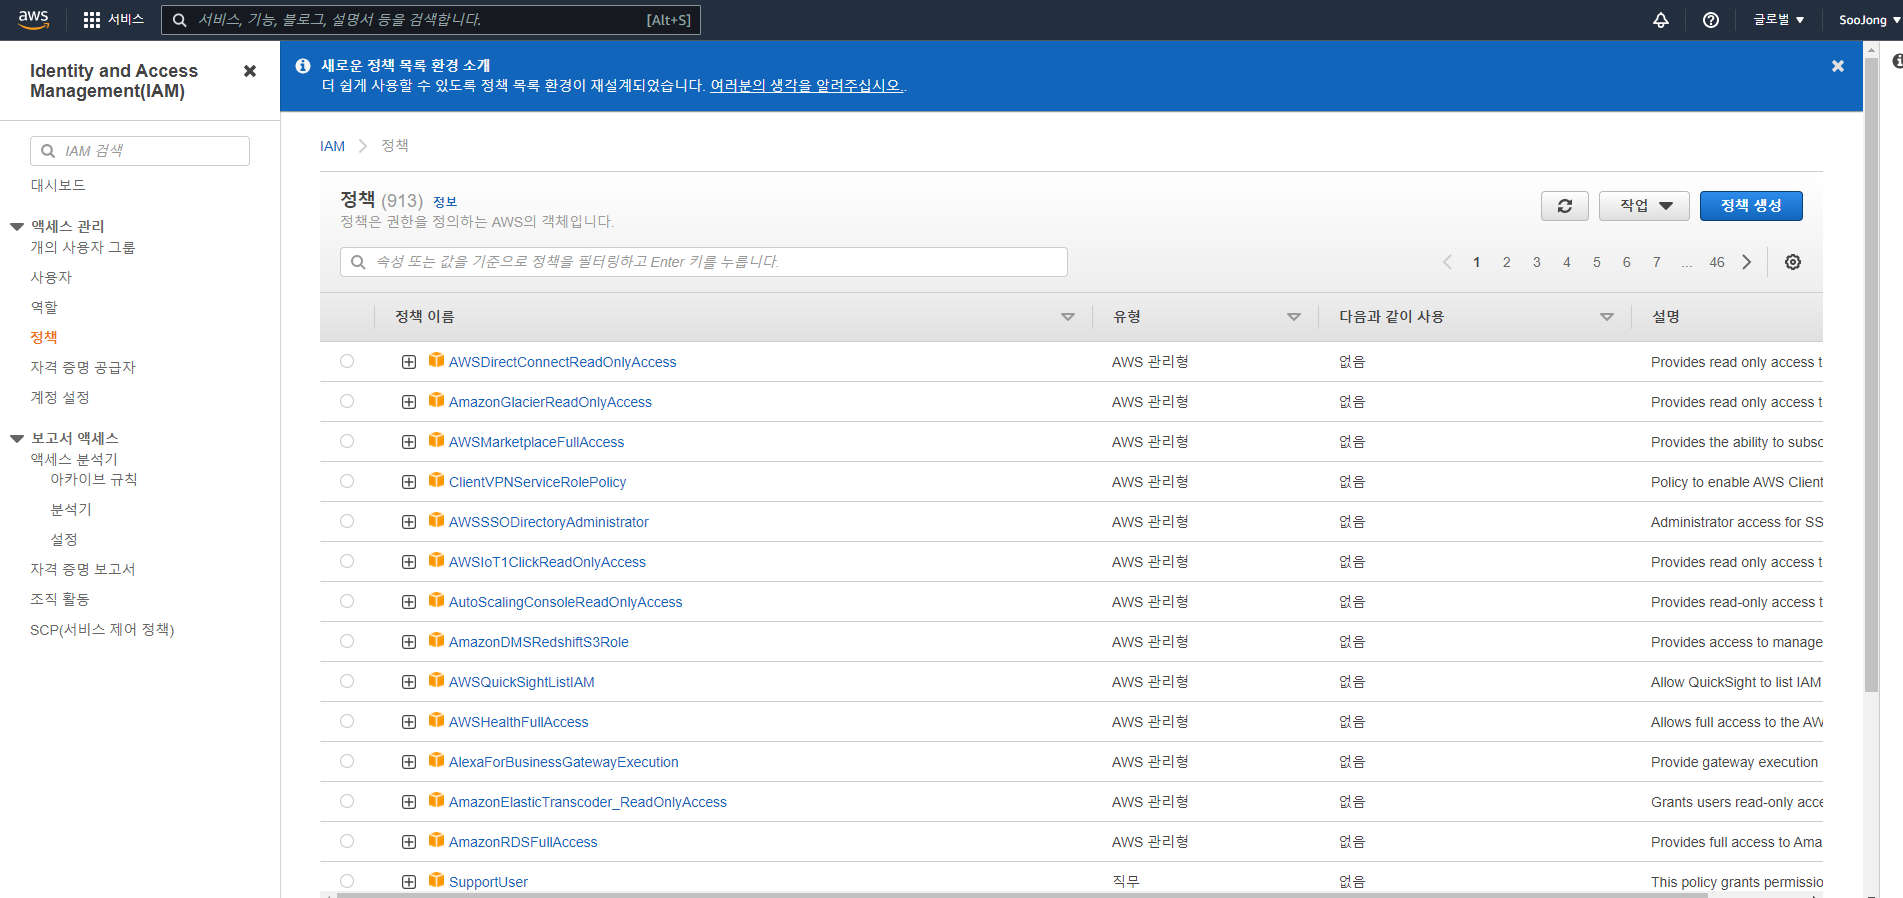 aws 서비스 서비스, 기능, 블로그, 설명서 등을 검색합니다. [Alt+S] 글로벌 SooJong
Identity and Access
Management(IAM)
IAM 검색
대시보드
액세스 관리
개의 사용자 그룹
사용자
역할
정책
자격 증명 공급자
계정 설정
보고서 액세스
액세스 분석기
아카이브 규칙
분석기
설정
자격 증명 보고서
조직 활동
SCP(서비스 제어 정책)
새로운 정책 목록 환경 소개
더 쉽게 사용할 수 있도록 정책 목록 환경이 재설계되었습니다. 여러분의 생각을 알려주십시오..
IAM 정책
정책 (913) 정보
정책은 권한을 정의하는 AWS의 객체입니다.
작업 정책 생성
속성 또는 값을 기준으로 정책을 필터링하고 Enter 키를 누릅니다.
1 2 3 4 5 6 7 ... 46
정책 이름 유형 다음과 같이 사용 설명
AWSDirectConnectReadOnlyAccess AWS 관리형 없음 Provides read only access t
AmazonGlacierReadOnlyAccess AWS 관리형 없음 Provides read only access t
AWSMarketplaceFullAccess AWS 관리형 없음 Provides the ability to subsc
ClientVPNServiceRolePolicy AWS 관리형 없음 Policy to enable AWS Client
AWSSSODirectoryAdministrator AWS 관리형 없음 Administrator access for SS
AWSIoT1ClickReadOnlyAccess AWS 관리형 없음 Provides read only access t
AutoScalingConsoleReadOnlyAccess AWS 관리형 없음 Provides read-only access t
AmazonDMSRedshiftS3Role AWS 관리형 없음 Provides access to manage
AWSQuickSightListIAM AWS 관리형 없음 Allow QuickSight to list IAM
AWSHealthFullAccess AWS 관리형 없음 Allows full access to the AW
AlexaForBusinessGatewayExecution AWS 관리형 없음 Provide gateway execution
AmazonElasticTranscoder_ReadOnlyAccess AWS 관리형 없음 Grants users read-only acce
AmazonRDSFullAccess AWS 관리형 없음 Provides full access to Ama
SupportUser 직무 없음 This policy grants permissio